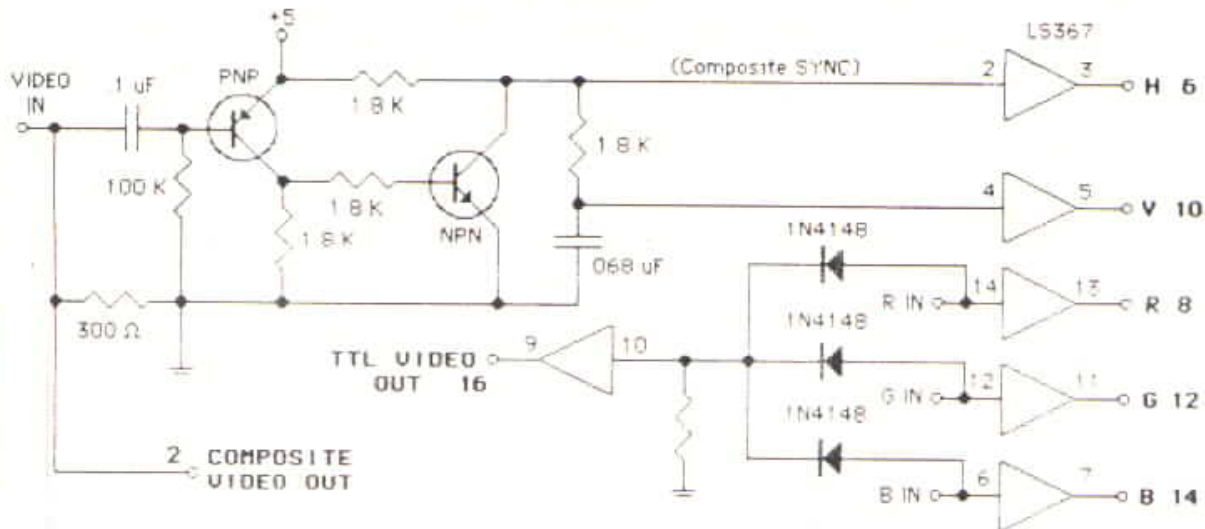 +5
LS367
VIDEO
IN
.1 uF
PNP
1.8 K
(Composite SYNC)
2
3
H 6
100 K
1.8 K
1.8 K
NPN
1.8 K
4
5
V 10
.068 uF
1N4148
300 Ω
R IN
14
13
R 8
1N4148
TTL VIDEO
OUT 16
9
10
G IN
12
11
G 12
1N4148
2
COMPOSITE
VIDEO OUT
B IN
6
7
B 14